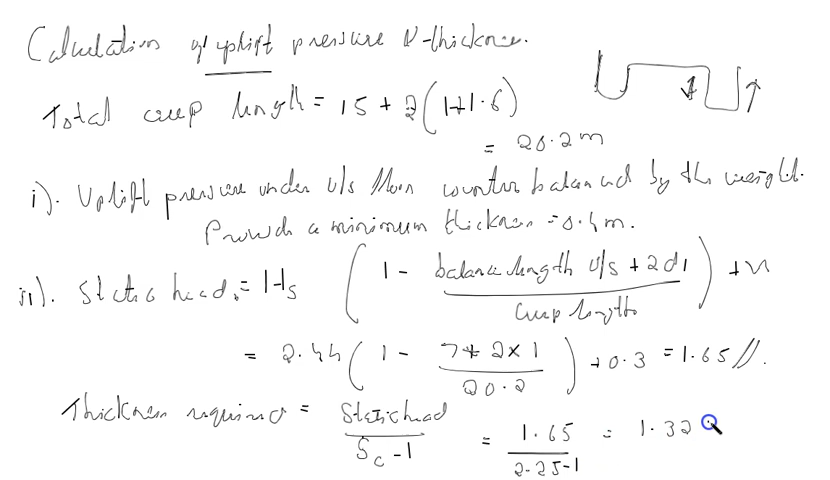 Calculation of uplift pressure & thickness.
Total creep length = 15 + 2(1+1.6)
= 20.2m
i). Uplift pressure under u/s floor counter balanced by the weight.
Provide a minimum thickness = 0.4m.
ii). Static head = Hs (1 - balance length u/s + 2d1 / creep length) + x
= 2.44 (1 - 7 + 2×1 / 20.2) + 0.3 = 1.65//.
Thickness required = Static head / Sc - 1 = 1.65 / 2.25-1 = 1.32